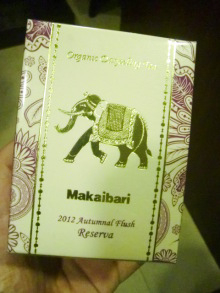 Organic Darjeeling Tea
Makaibari
2012 Autumnal Flush
Reserva